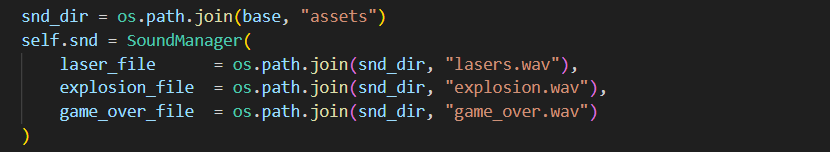 snd_dir = os.path.join(base, "assets")
self.snd = SoundManager(
    laser_file      = os.path.join(snd_dir, "lasers.wav"),
    explosion_file  = os.path.join(snd_dir, "explosion.wav"),
    game_over_file  = os.path.join(snd_dir, "game_over.wav")
)